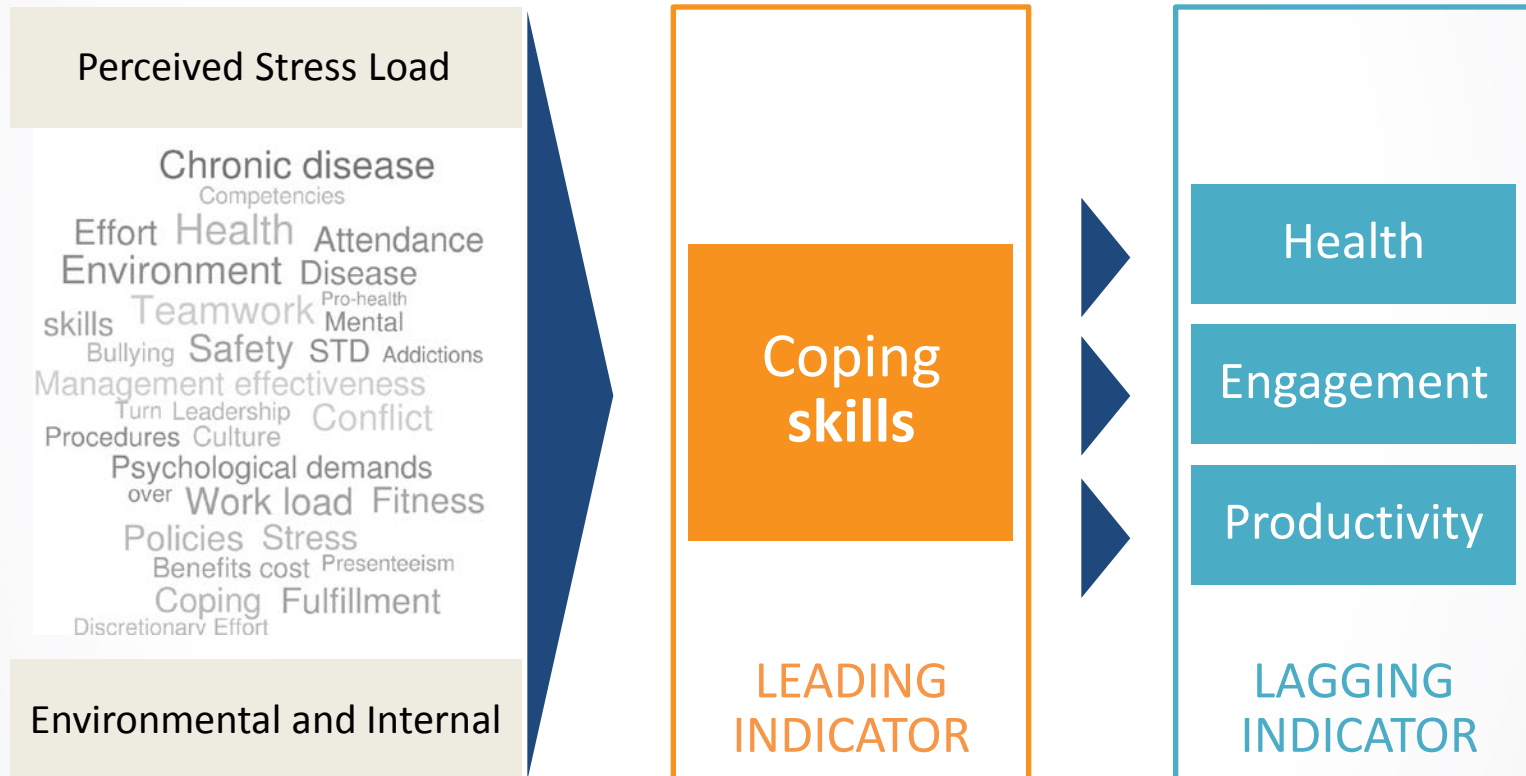 Perceived Stress Load
Chronic disease
Competencies
Effort Health Attendance
Environment Disease
skills Teamwork Pro-health
Mental
Bullying Safety STD Addictions
Management effectiveness
Turn Leadership Conflict
Procedures Culture
Psychological demands
over Work load Fitness
Policies Stress
Benefits cost Presenteeism
Coping Fulfillment
Discretionary Effort
Environmental and Internal
Coping
skills
LEADING
INDICATOR
Health
Engagement
Productivity
LAGGING
INDICATOR